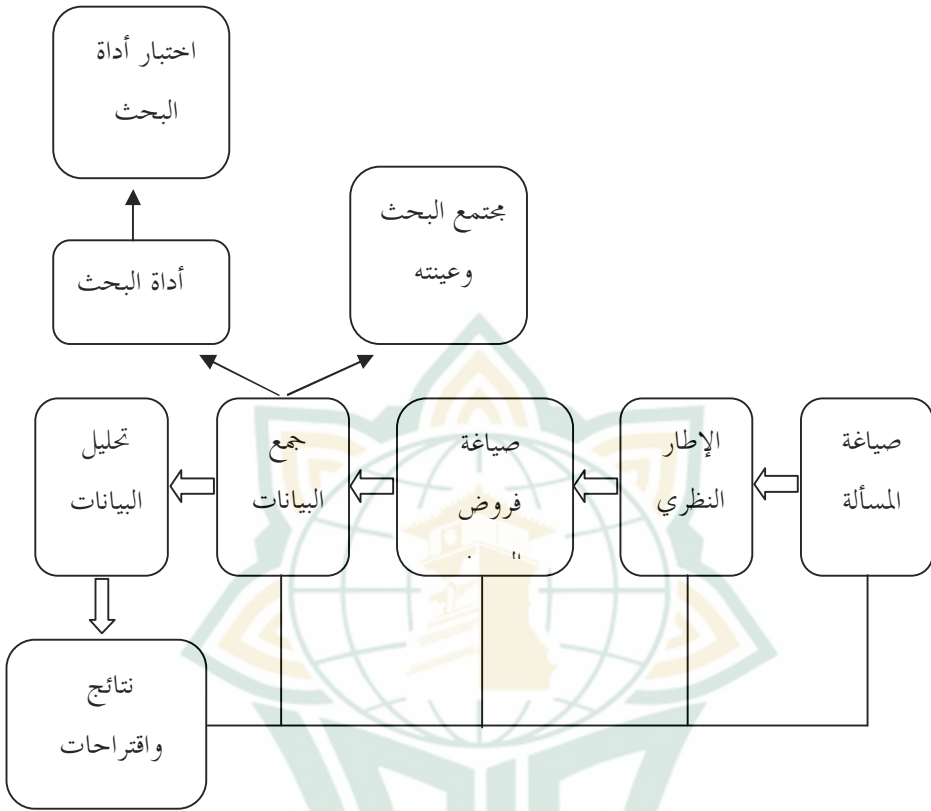 اختبار أداة
البحث
مجتمع البحث
وعينته
أداة البحث
صياغة
المسألة
الإطار
النظري
صياغة
فروض
جمع
البيانات
تحليل
البيانات
نتائج
واقتراحات